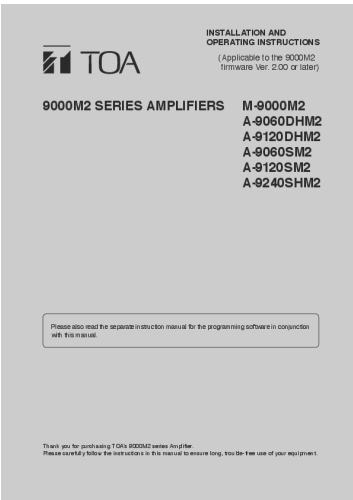 INSTALLATION AND
OPERATING INSTRUCTIONS
(Applicable to the 9000M2
firmware Ver. 2.00 or later)
TOA
9000M2 SERIES AMPLIFIERS
M-9000M2
A-9060DHM2
A-9120DHM2
A-9060SM2
A-9120SM2
A-9240SHM2
Please also read the separate instruction manual for the programming software in conjunction
with this manual.
Thank you for purchasing TOA's 9000M2 series Amplifier.
Please carefully follow the instructions in this manual to ensure long, trouble-free use of your equipment.